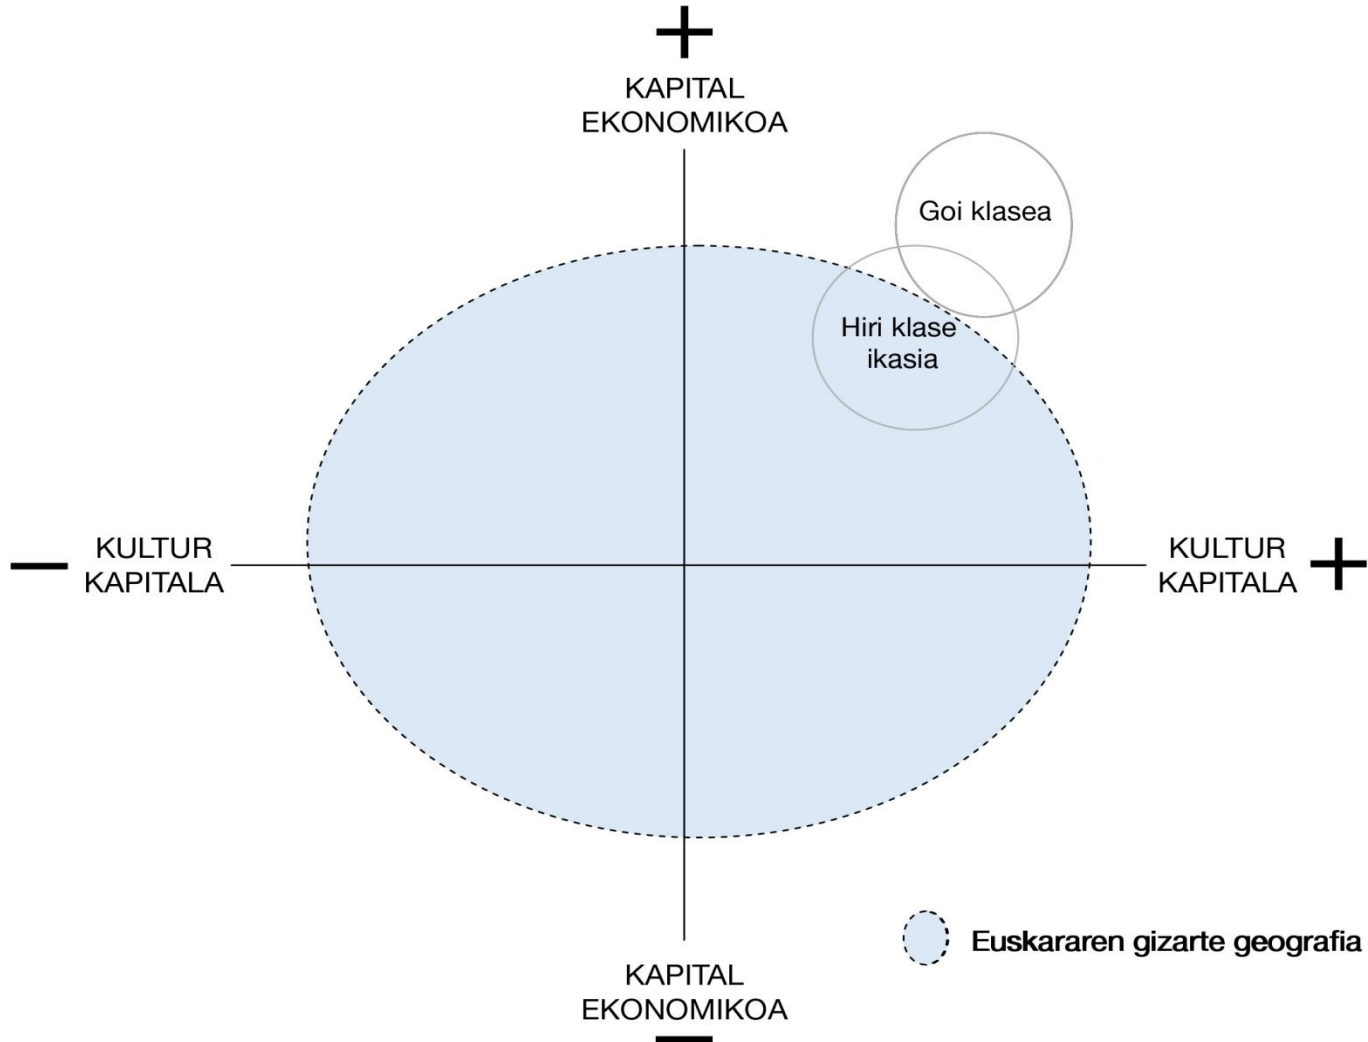 +
KAPITAL
EKONOMIKOA
Goi klasea
Hiri klase
ikasia
— KULTUR
KAPITALA
KULTUR
KAPITALA +
Euskararen gizarte geografia
KAPITAL
EKONOMIKOA
—